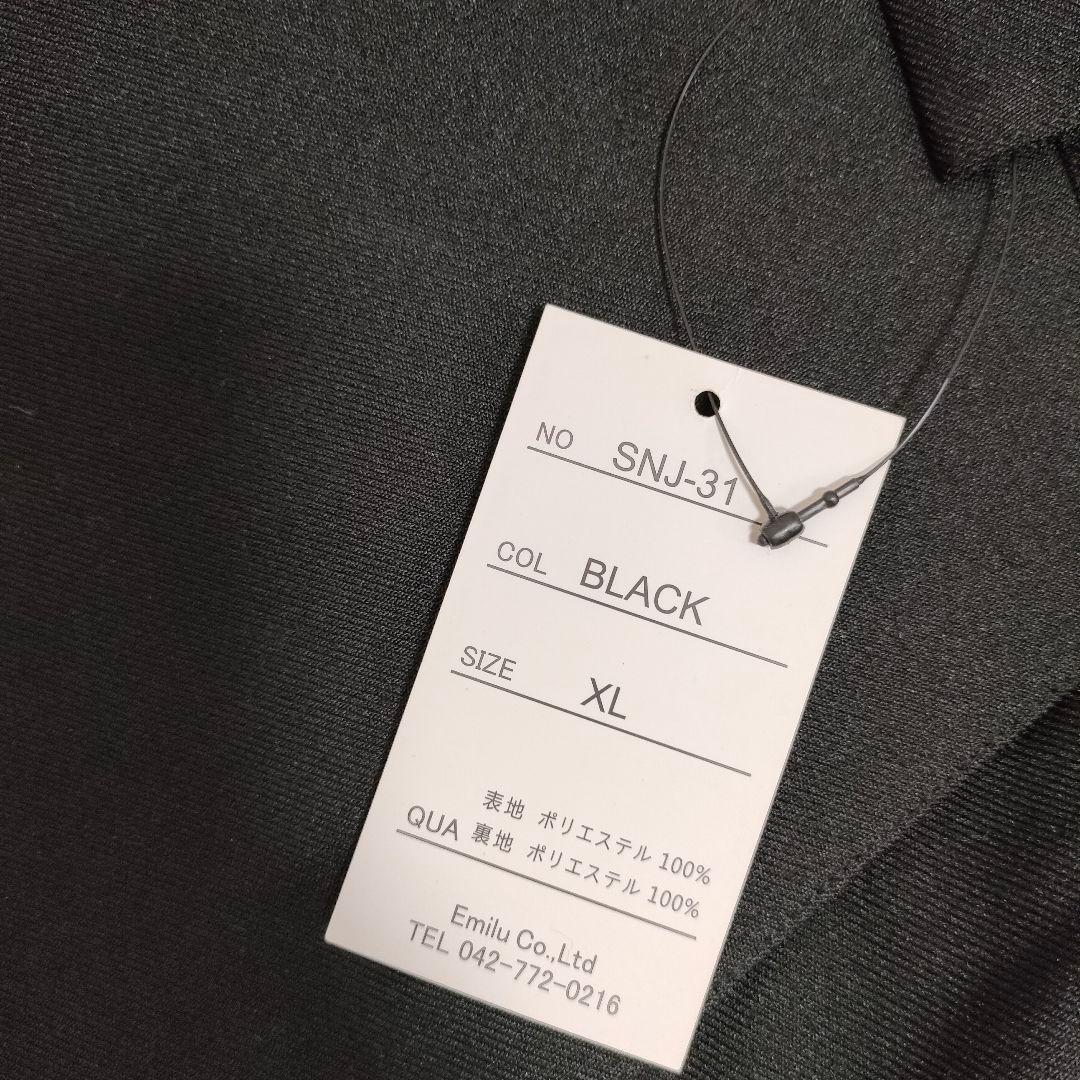 NO SNJ-31
COL BLACK
SIZE XL
表地 ポリエステル 100%
QUA 裏地 ポリエステル 100%
Emilu Co.,Ltd
TEL 042-772-0216